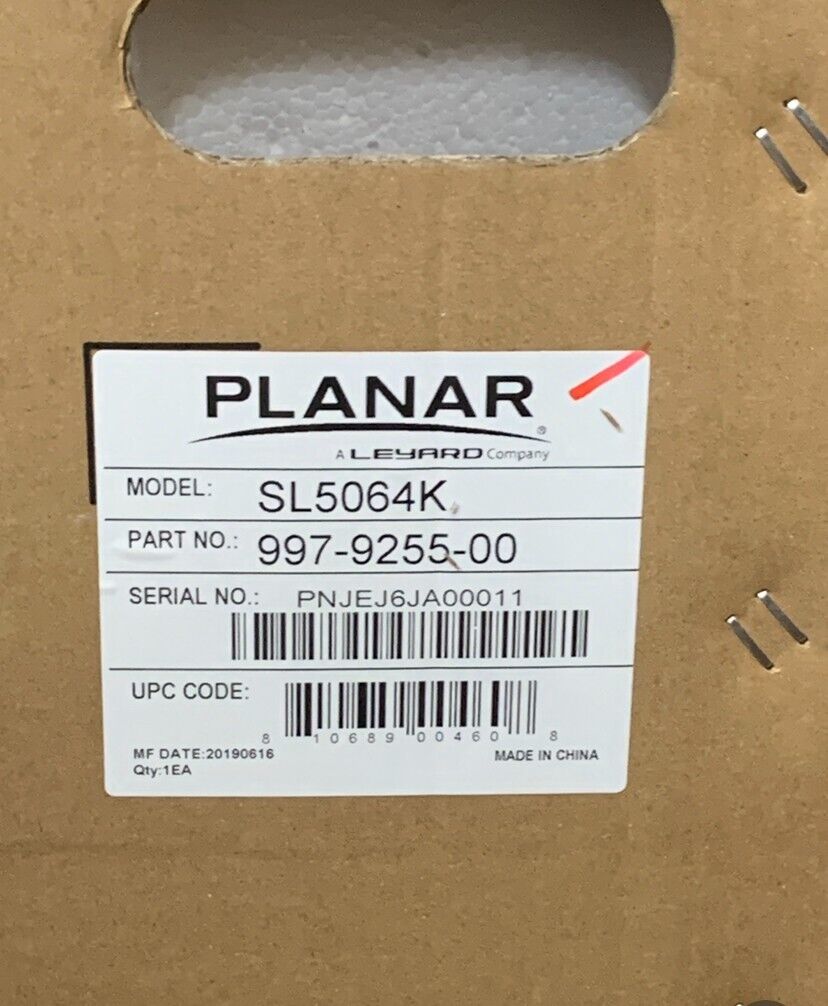 PLANAR®
A LEYARD Company
MODEL: SL5064K
PART NO.: 997-9255-00
SERIAL NO.: PNJEJ6JA00011
UPC CODE:
8 10689 00460 8
MF DATE:20190616 MADE IN CHINA
Qty:1EA